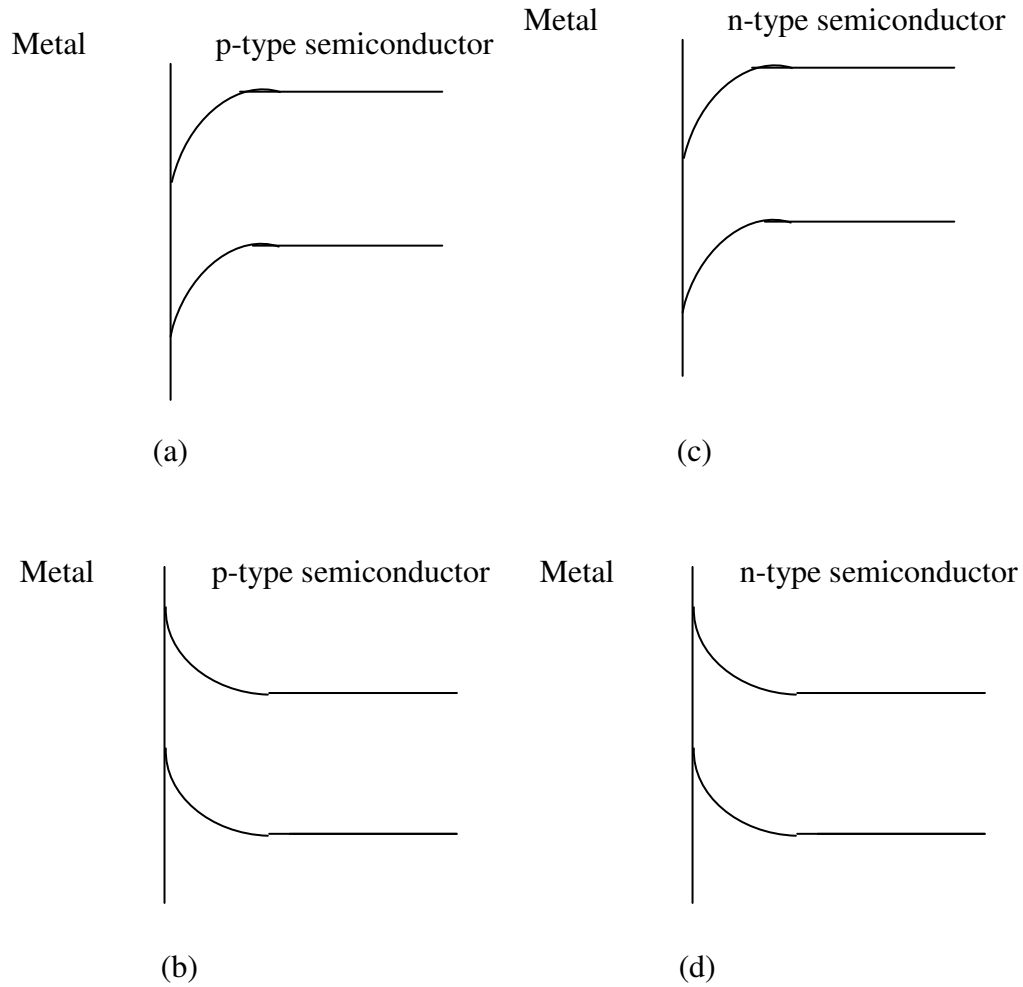 Metal p-type semiconductor
Metal n-type semiconductor
(a)
(c)
Metal p-type semiconductor
Metal n-type semiconductor
(b)
(d)